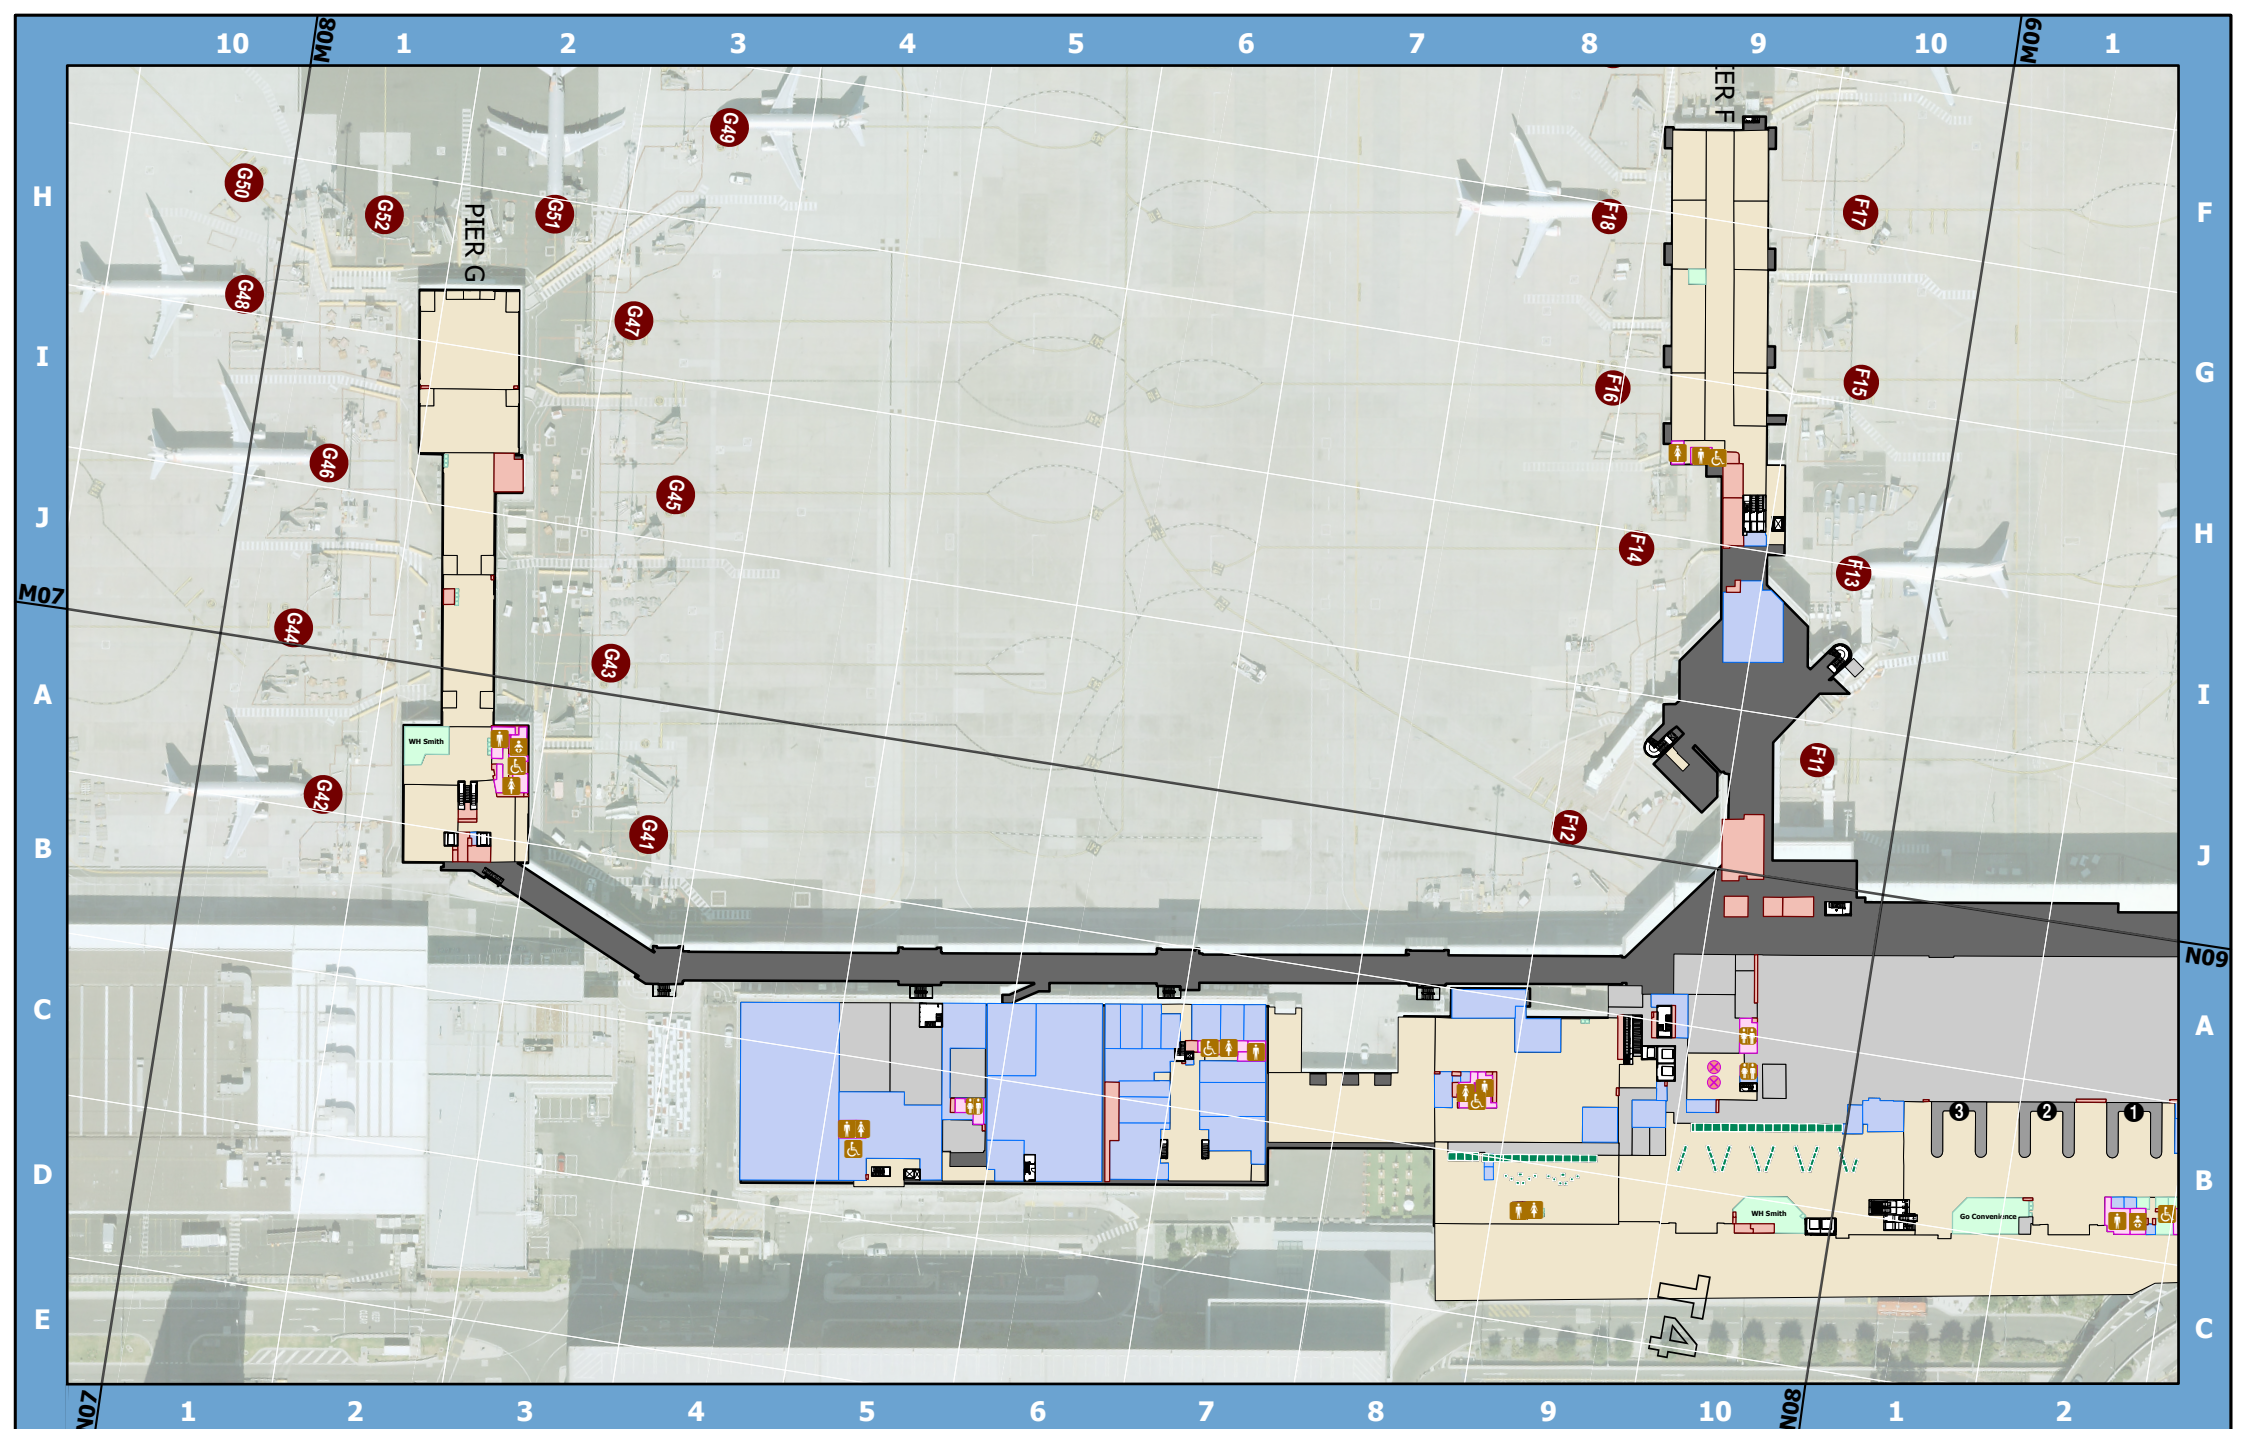 10 M08 1 2 3 4 5 6 7 8 9 10 M09 1
H I J A B C D E
F G H I J A B C
PIER G
IER F
G50
G52
G51
G49
G48
G47
G46
G45
G44
G43
G42
G41
F18
F17
F16
F15
F14
F13
F12
F11
M07
N09
WH Smith
3 2 1
WH Smith
Go Convenience
T4
N07 1 2 3 4 5 6 7 8 9 10 N08 1 2